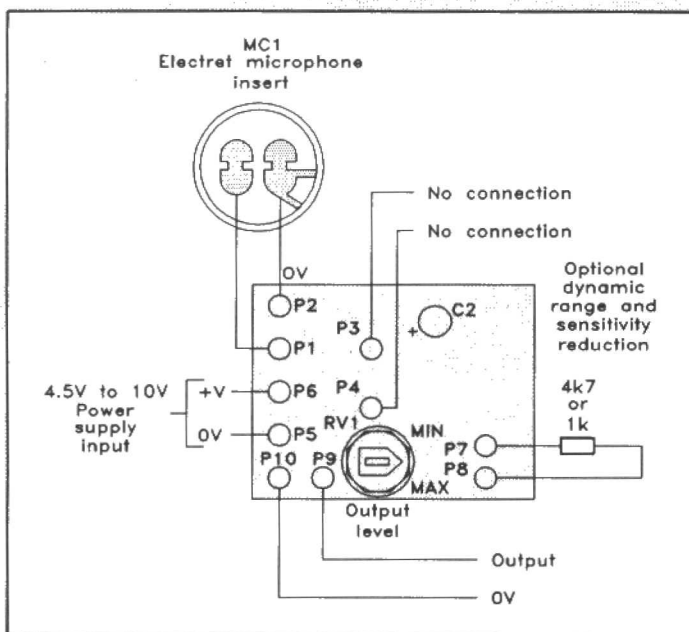 MC1
Electret microphone
insert
No connection
No connection
0V
P2
P3
C2
+
Optional
dynamic
range and
sensitivity
reduction
P1
4.5V to 10V
Power
supply
input
+V
P6
P4
0V
P5
RV1
MIN
4k7
or
1k
P7
P10
P9
P8
MAX
Output
level
Output
0V